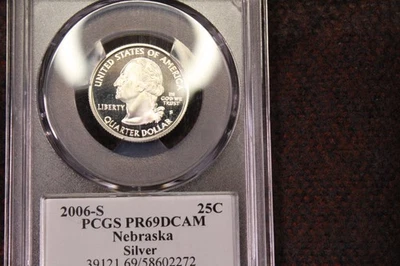 UNITED STATES OF AMERICA
LIBERTY
IN
GOD WE
TRUST
S
QUARTER DOLLAR
2006-S 25C
PCGS PR69DCAM
Nebraska
Silver
39121.69/58602272